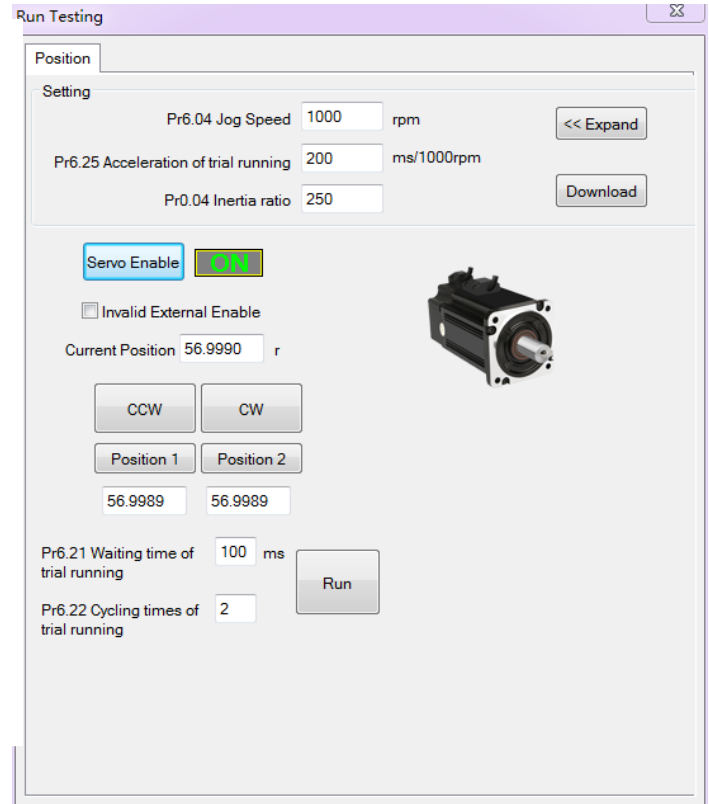 Run Testing
Position
Setting
Pr6.04 Jog Speed 1000 rpm
<< Expand
Pr6.25 Acceleration of trial running 200 ms/1000rpm
Pr0.04 Inertia ratio 250
Download
Servo Enable ON
Invalid External Enable
Current Position 56.9990 r
CCW CW
Position 1 Position 2
56.9989 56.9989
Pr6.21 Waiting time of 100 ms
trial running
Run
Pr6.22 Cycling times of 2
trial running